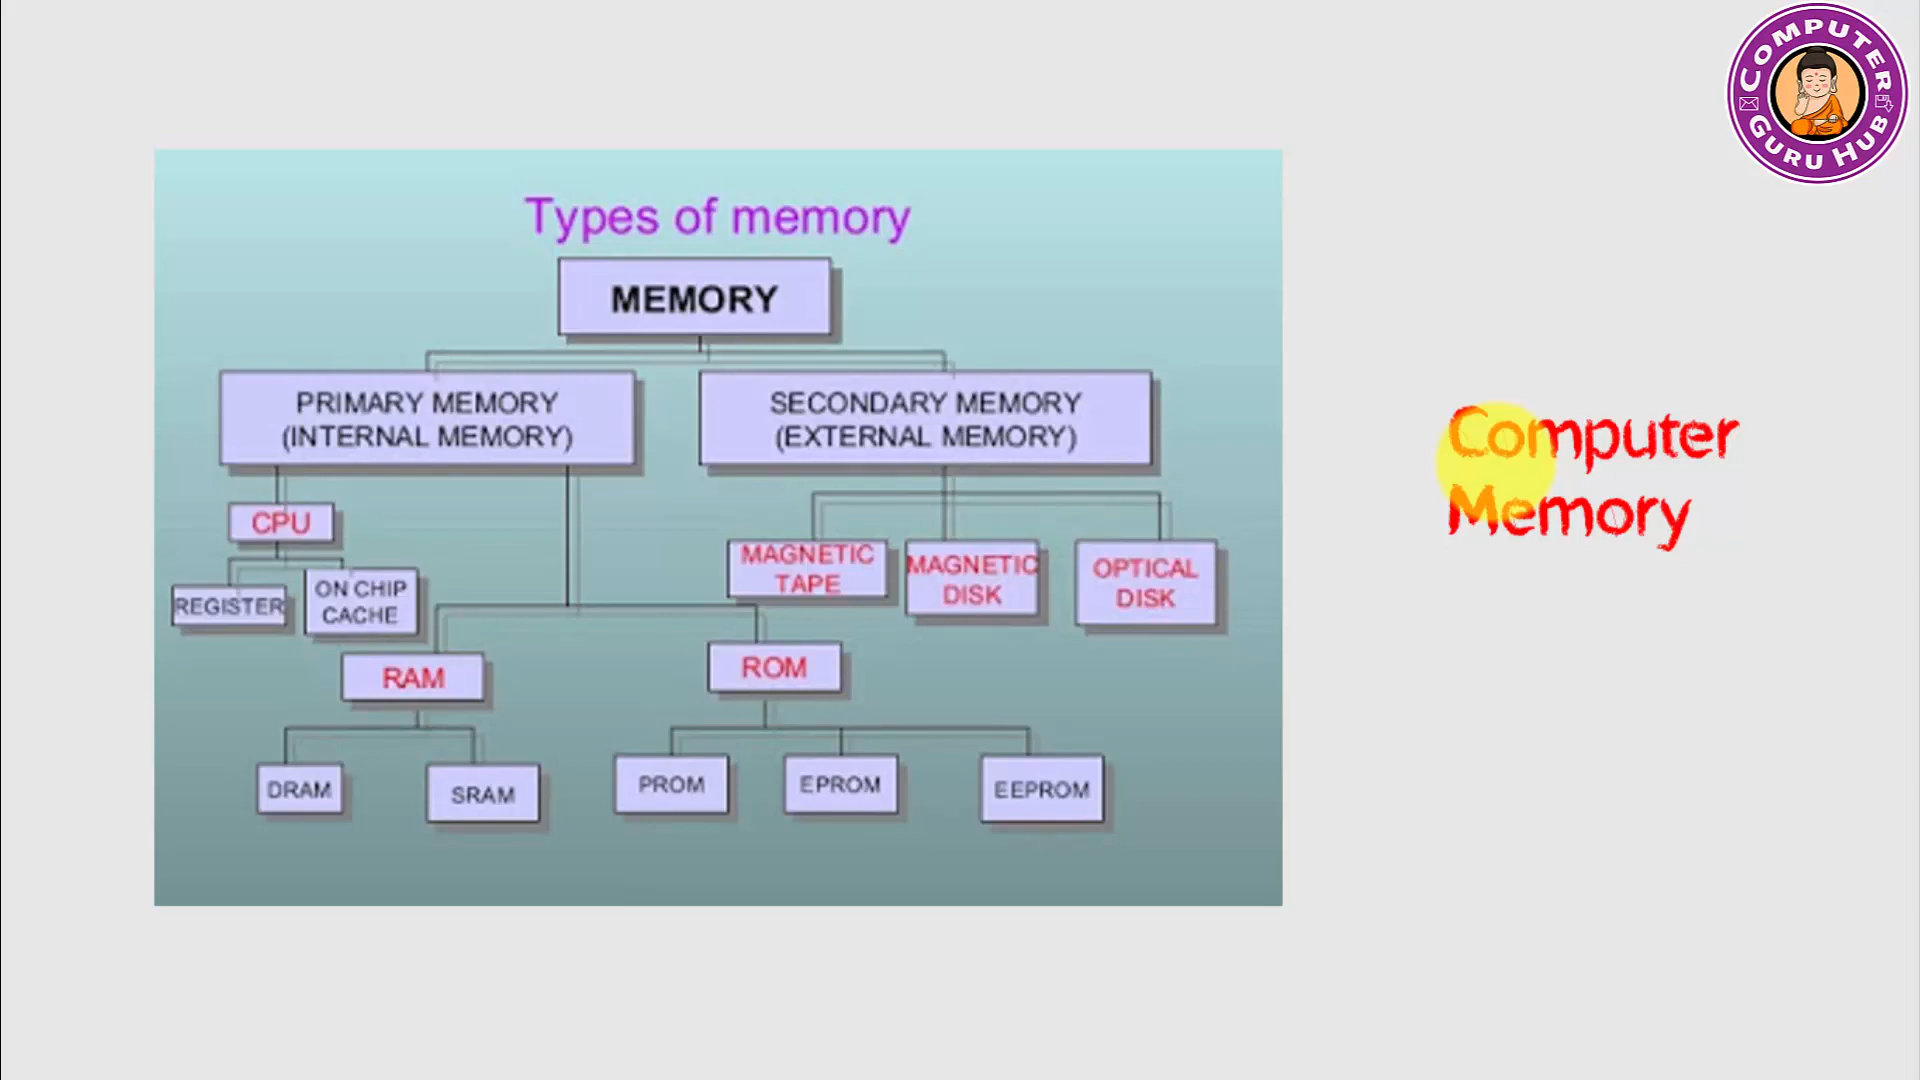 COMPUTER
GURU HUB
Types of memory
MEMORY
PRIMARY MEMORY
(INTERNAL MEMORY)
SECONDARY MEMORY
(EXTERNAL MEMORY)
CPU
REGISTER
ON CHIP
CACHE
MAGNETIC
TAPE
MAGNETIC
DISK
OPTICAL
DISK
RAM
ROM
DRAM
SRAM
PROM
EPROM
EEPROM
Computer
Memory